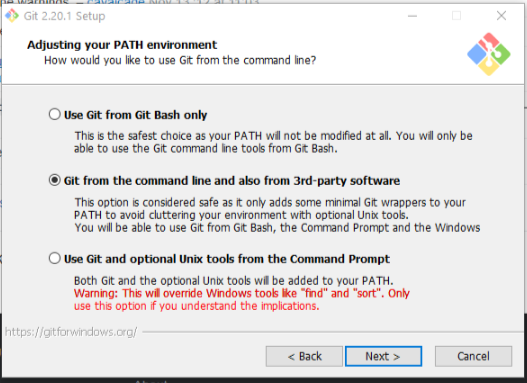 Git 2.20.1 Setup
Adjusting your PATH environment
How would you like to use Git from the command line?
Use Git from Git Bash only
This is the safest choice as your PATH will not be modified at all. You will only be
able to use the Git command line tools from Git Bash.
Git from the command line and also from 3rd-party software
This option is considered safe as it only adds some minimal Git wrappers to your
PATH to avoid cluttering your environment with optional Unix tools.
You will be able to use Git from Git Bash, the Command Prompt and the Windows
Use Git and optional Unix tools from the Command Prompt
Both Git and the optional Unix tools will be added to your PATH.
Warning: This will override Windows tools like "find" and "sort". Only
use this option if you understand the implications.
https://gitforwindows.org/
< Back
Next >
Cancel